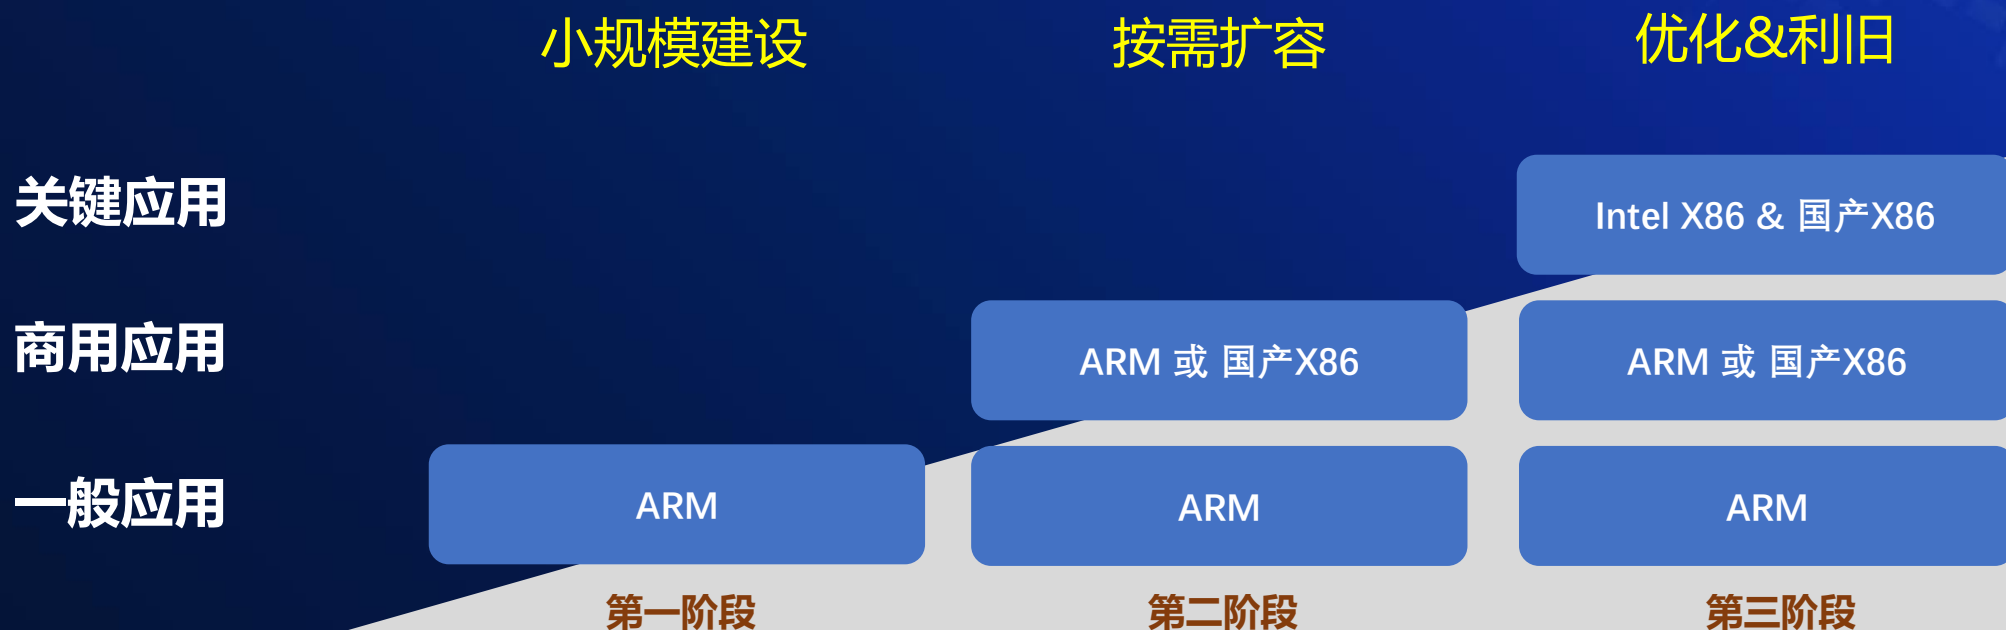 小规模建设
按需扩容
优化&利旧
关键应用
Intel X86 & 国产X86
商用应用
ARM 或 国产X86
ARM 或 国产X86
一般应用
ARM
ARM
ARM
第一阶段
第二阶段
第三阶段